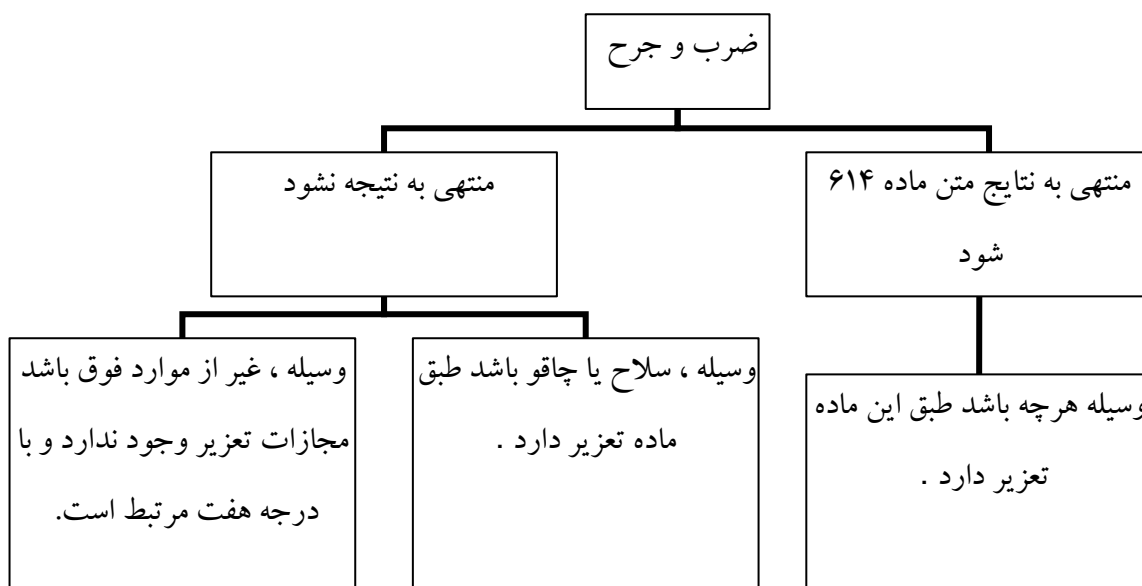 ضرب و جرح
منتهی به نتایج متن ماده ۶۱۴
شود
منتهی به نتیجه نشود
وسیله هرچه باشد طبق این ماده
تعزیر دارد .
وسیله ، سلاح یا چاقو باشد طبق
ماده تعزیر دارد .
وسیله ، غیر از موارد فوق باشد
مجازات تعزیر وجود ندارد و با
درجه هفت مرتبط است.